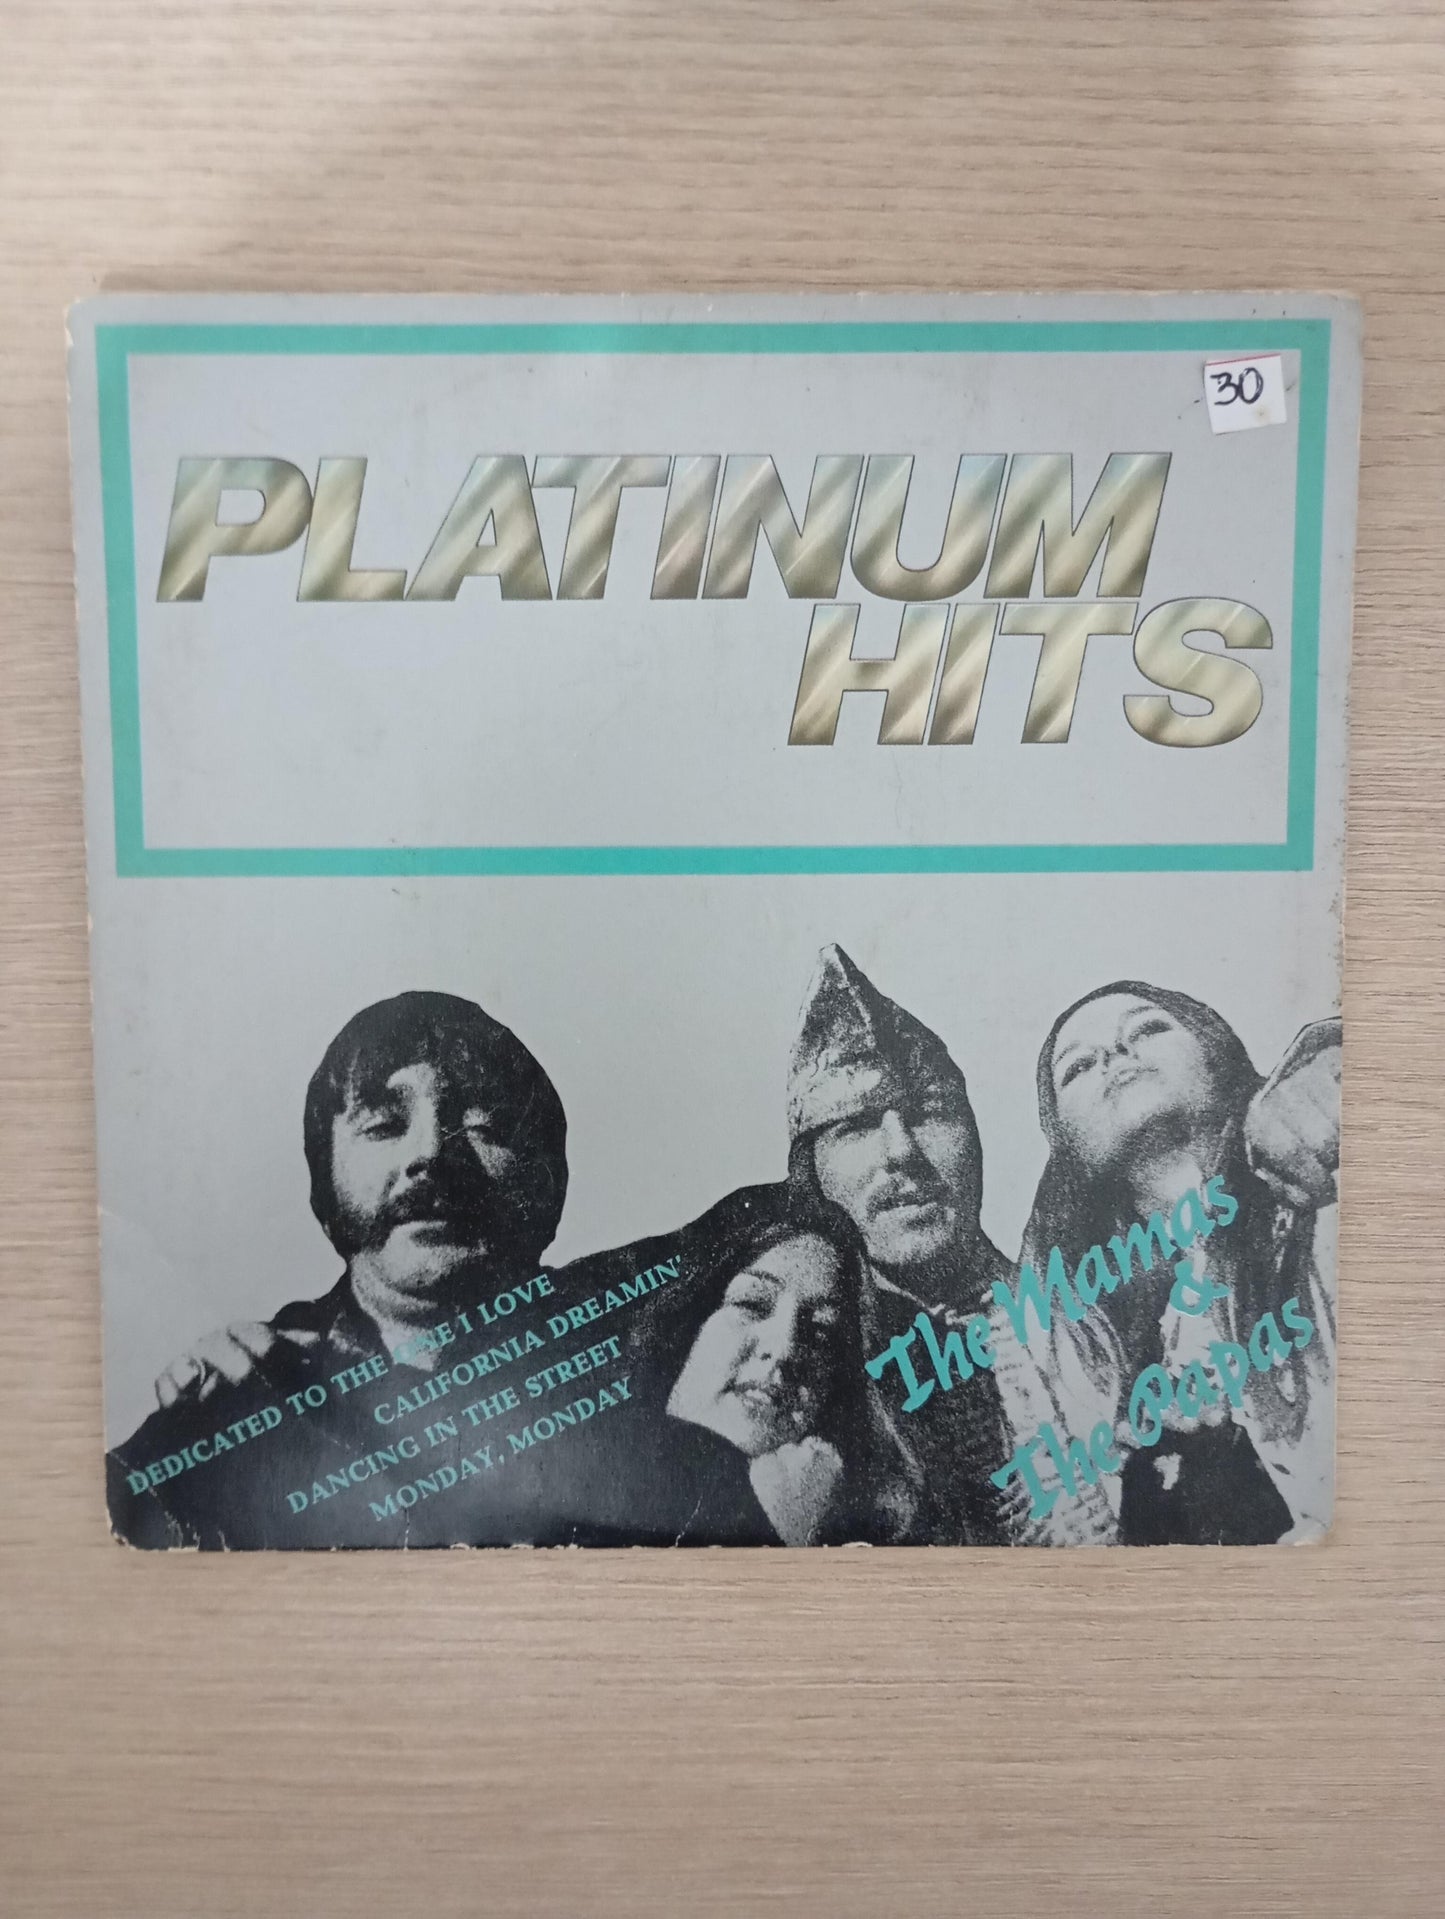 30
PLATINUM
HITS
DEDICATED TO THE ONE I LOVE
CALIFORNIA DREAMIN'
DANCING IN THE STREET
MONDAY, MONDAY
The Mamas
&
The Papas